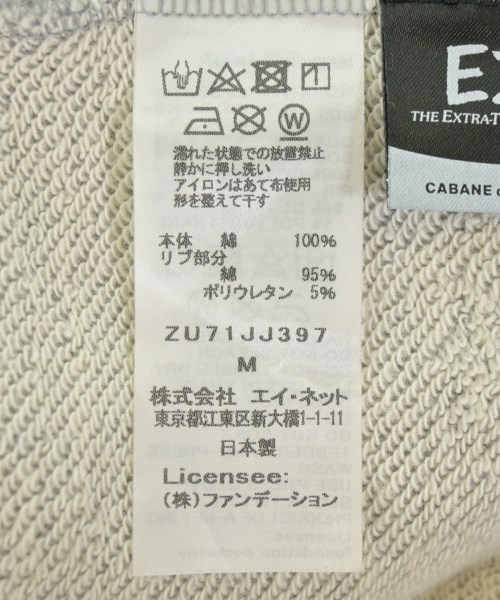 濡れた状態での放置禁止
静かに押し洗い
アイロンはあて布使用
形を整えて干す
本体 綿 100%
リブ部分
綿 95%
ポリウレタン 5%
ZU71JJ397
M
株式会社 エイ・ネット
東京都江東区新大橋1-1-11
日本製
Licensee:
(株)ファンデーション
THE EXTRA-T
CABANE